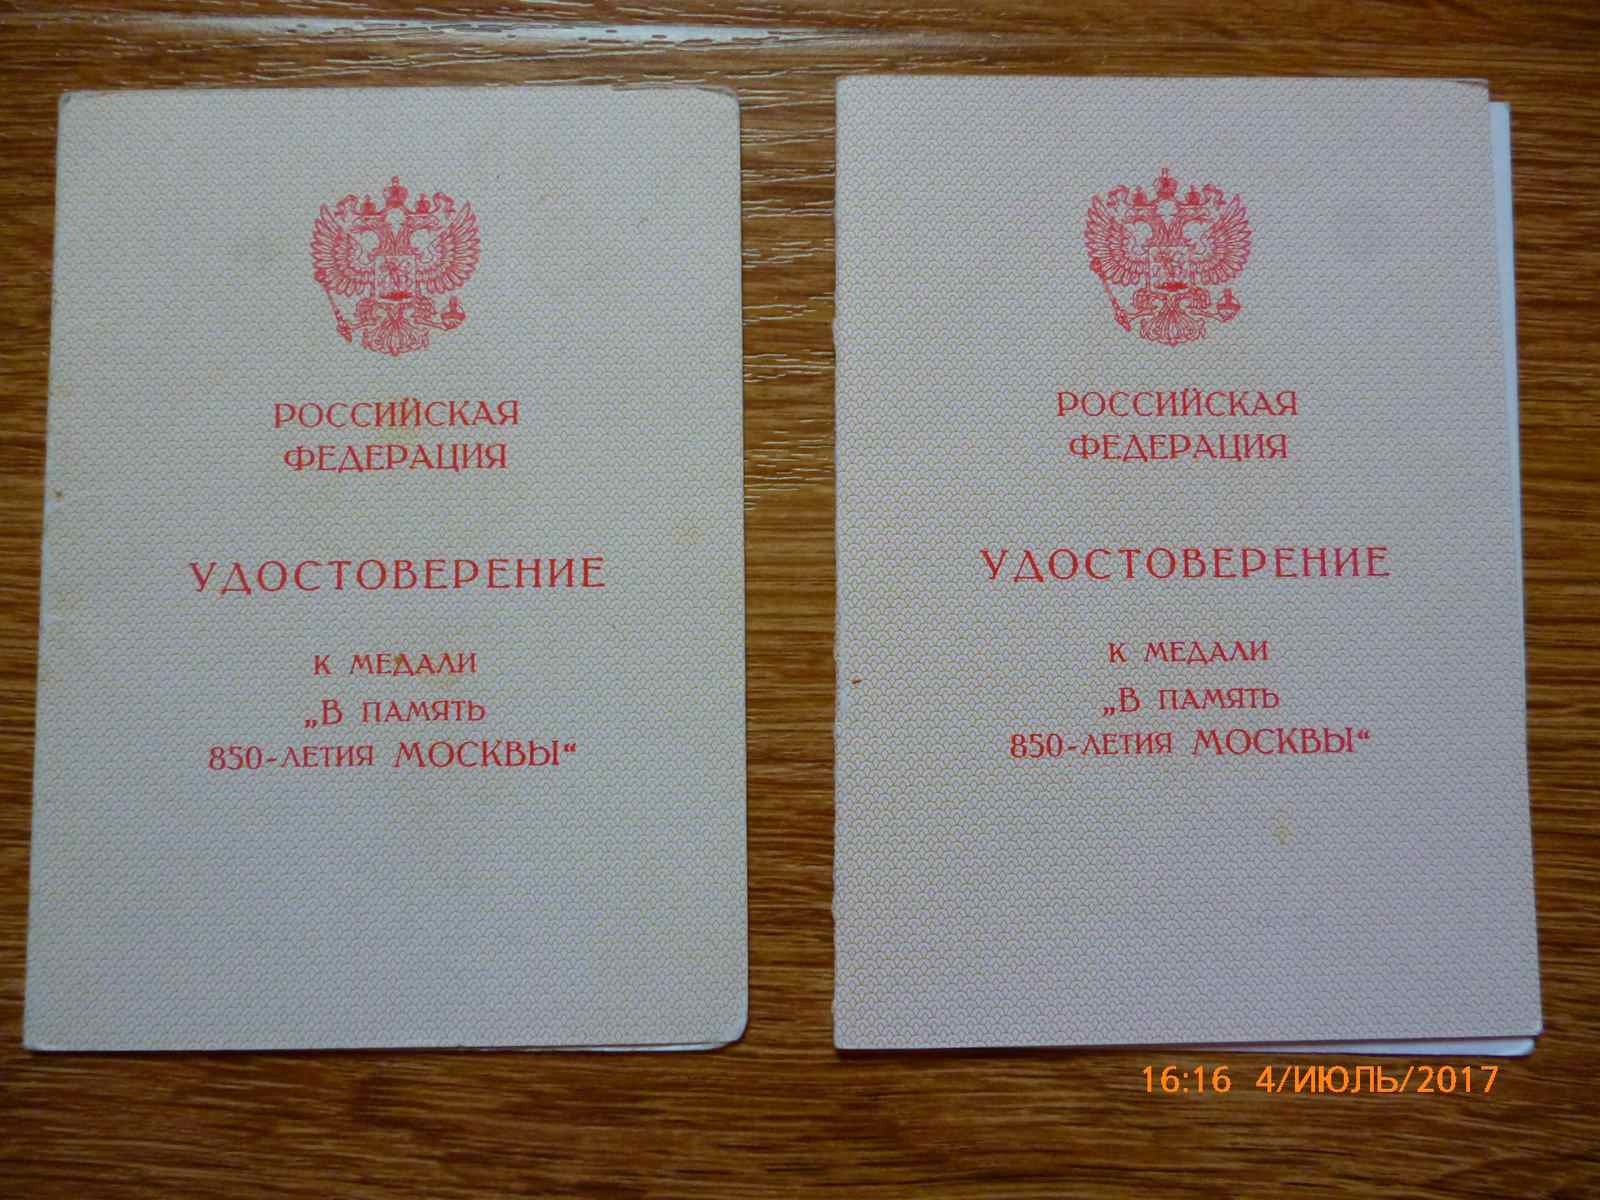 РОССИЙСКАЯ
ФЕДЕРАЦИЯ
УДОСТОВЕРЕНИЕ
К МЕДАЛИ
„В ПАМЯТЬ
850-ЛЕТИЯ МОСКВЫ“
РОССИЙСКАЯ
ФЕДЕРАЦИЯ
УДОСТОВЕРЕНИЕ
К МЕДАЛИ
„В ПАМЯТЬ
850-ЛЕТИЯ МОСКВЫ“
16:16 4/ИЮЛЬ/2017